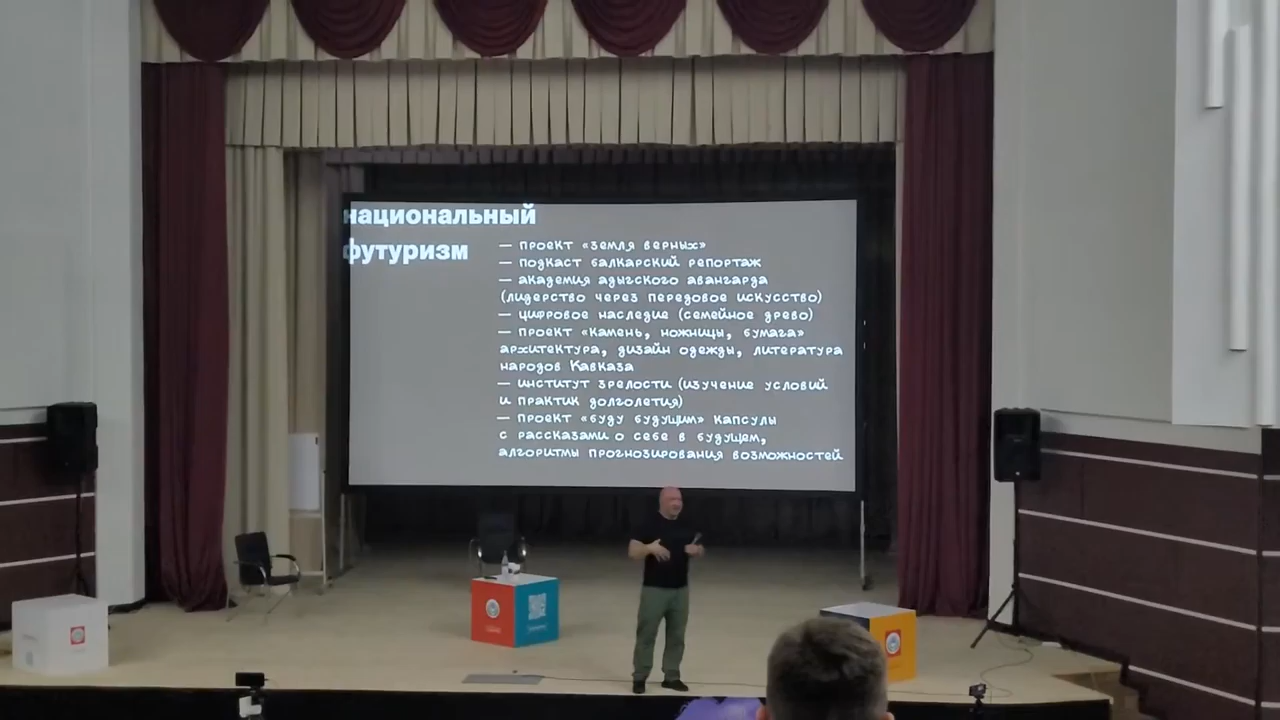 национальный
футуризм
— проект «земля верных»
— подкаст балкарский репортаж
— академия адыгского авангарда
(лидерство через передовое искусство)
— цифровое наследие (семейное древо)
— проект «камень, ножницы, бумага»
архитектура, дизайн одежды, литература
народов Кавказа
— институт зрелости (изучение условий
и практик долголетия)
— проект «буду будущим» капсулы
с рассказами о себе в будущем,
алгоритмы прогнозирования возможностей